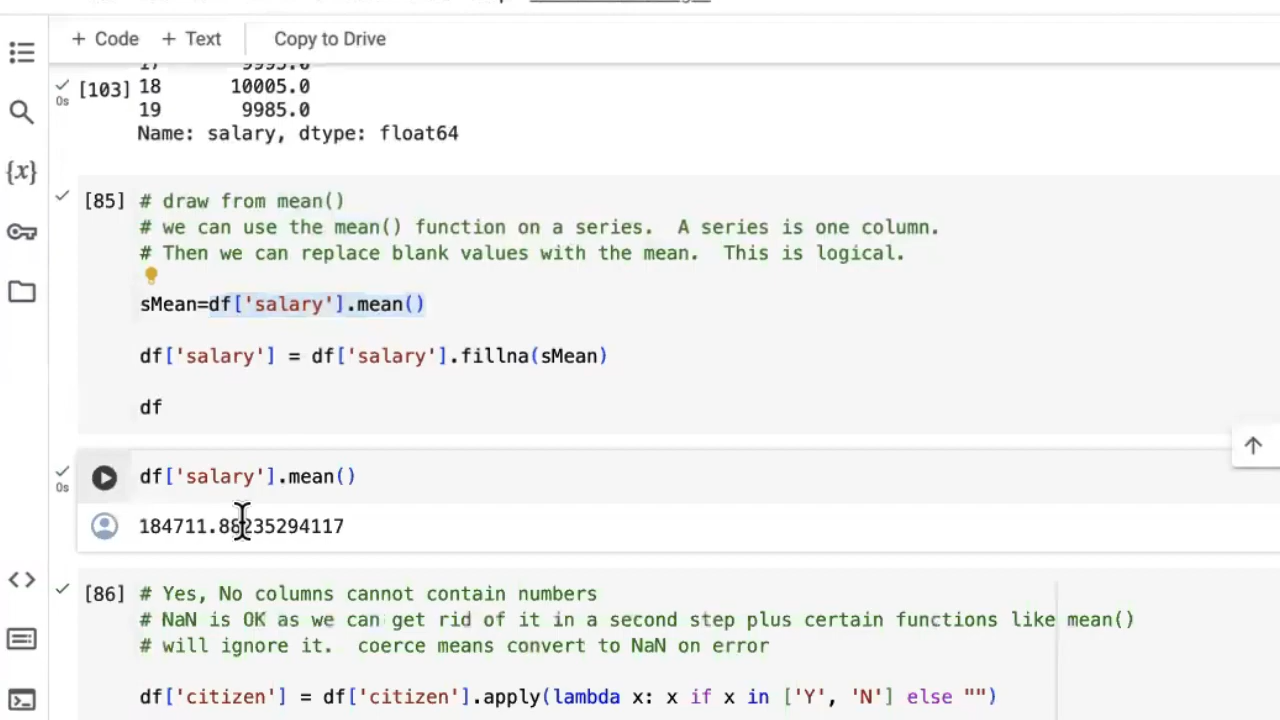 + Code + Text Copy to Drive
[103]
0s
18 10005.0
19 9985.0
Name: salary, dtype: float64
{x}
[85] # draw from mean()
# we can use the mean() function on a series. A series is one column.
# Then we can replace blank values with the mean. This is logical.
sMean=df['salary'].mean()
df['salary'] = df['salary'].fillna(sMean)
df
0s
df['salary'].mean()
184711.88235294117
[86] # Yes, No columns cannot contain numbers
# NaN is OK as we can get rid of it in a second step plus certain functions like mean()
# will ignore it. coerce means convert to NaN on error
df['citizen'] = df['citizen'].apply(lambda x: x if x in ['Y', 'N'] else "")